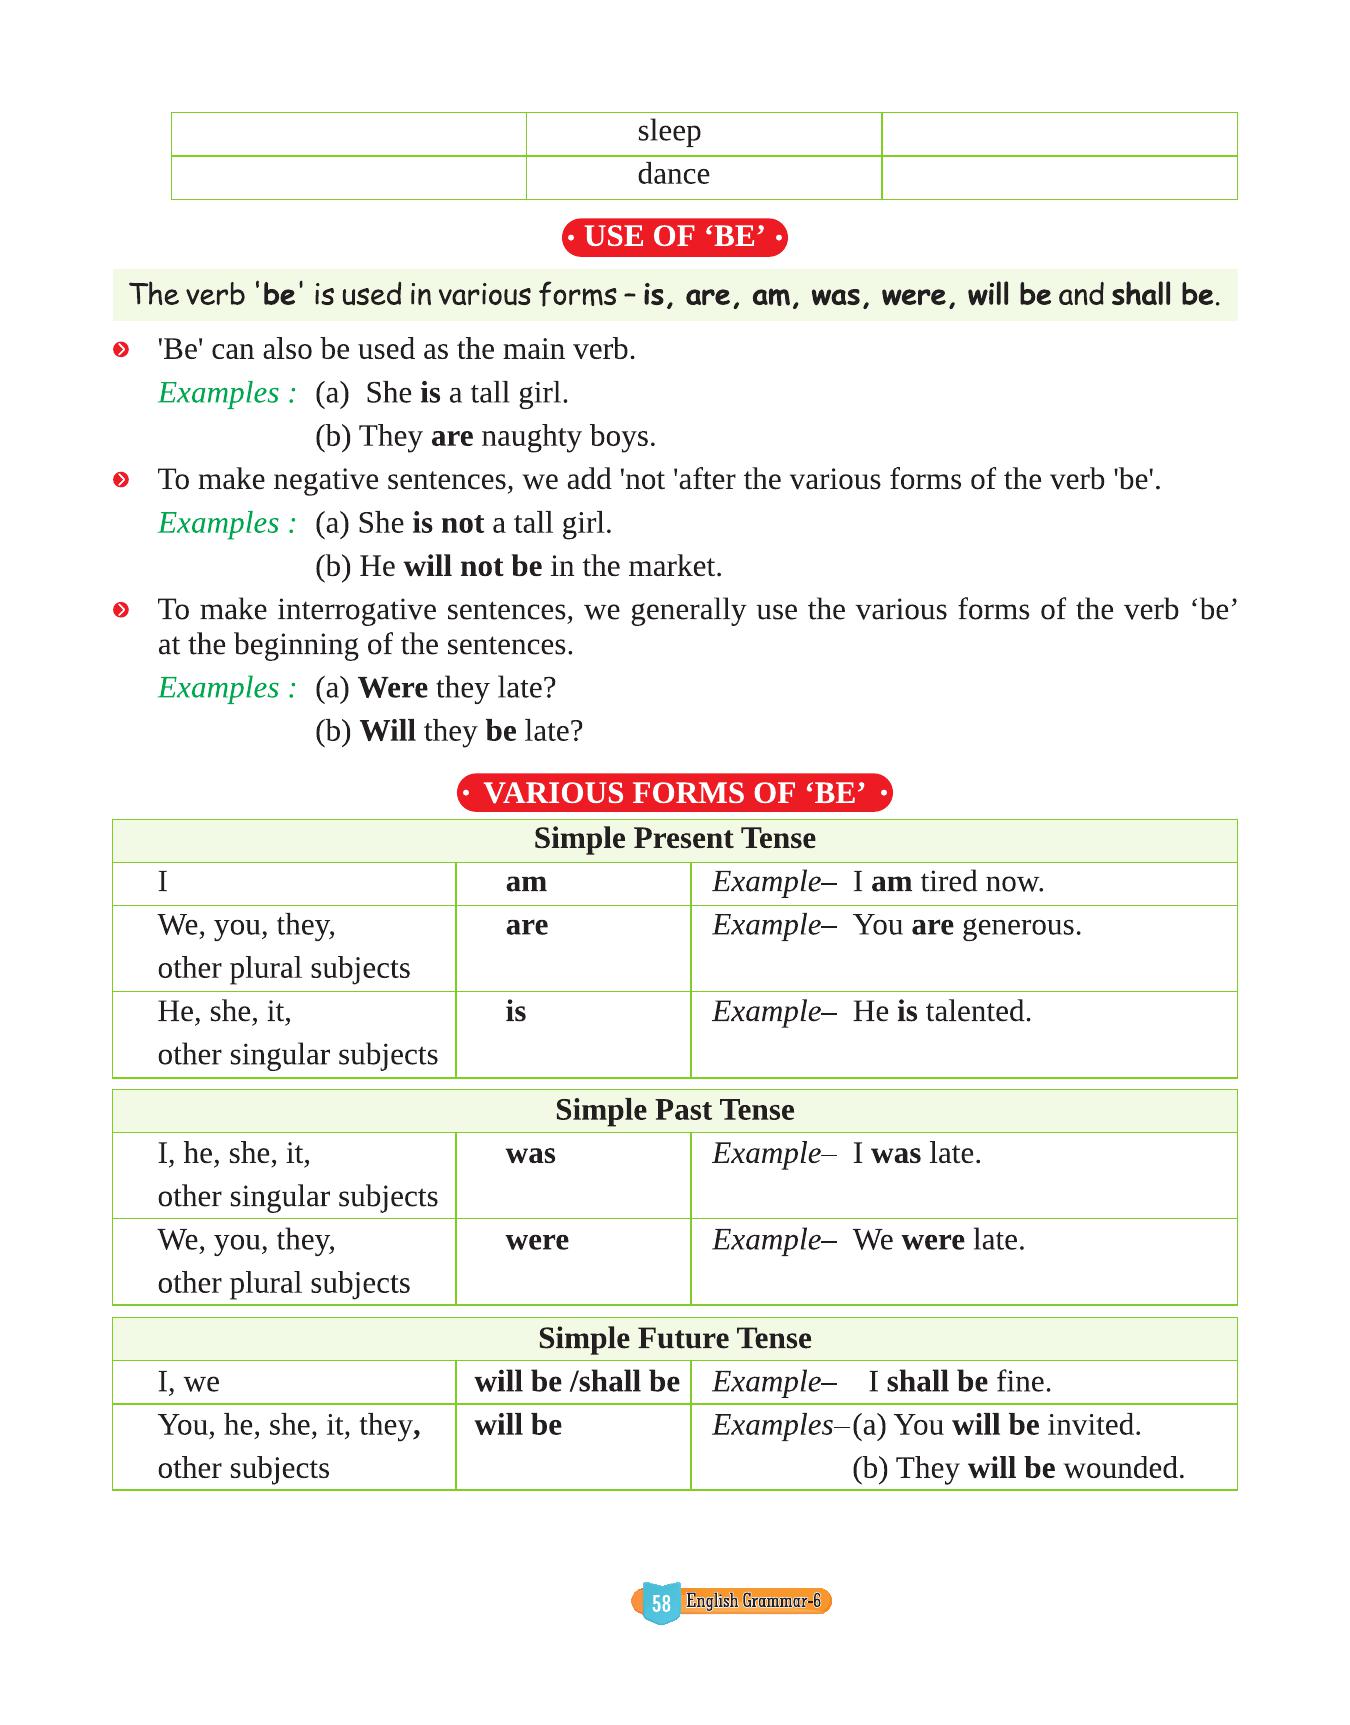 sleep
dance
• USE OF ‘BE’ •
The verb 'be' is used in various forms – is, are, am, was, were, will be and shall be.
'Be' can also be used as the main verb.
Examples : (a) She is a tall girl.
(b) They are naughty boys.
To make negative sentences, we add 'not 'after the various forms of the verb 'be'.
Examples : (a) She is not a tall girl.
(b) He will not be in the market.
To make interrogative sentences, we generally use the various forms of the verb ‘be’
at the beginning of the sentences.
Examples : (a) Were they late?
(b) Will they be late?
• VARIOUS FORMS OF ‘BE’ •
Simple Present Tense
I am Example– I am tired now.
We, you, they, are Example– You are generous.
other plural subjects
He, she, it, is Example– He is talented.
other singular subjects
Simple Past Tense
I, he, she, it, was Example– I was late.
other singular subjects
We, you, they, were Example– We were late.
other plural subjects
Simple Future Tense
I, we will be /shall be Example– I shall be fine.
You, he, she, it, they, will be Examples–(a) You will be invited.
other subjects (b) They will be wounded.
58 English Grammar-6